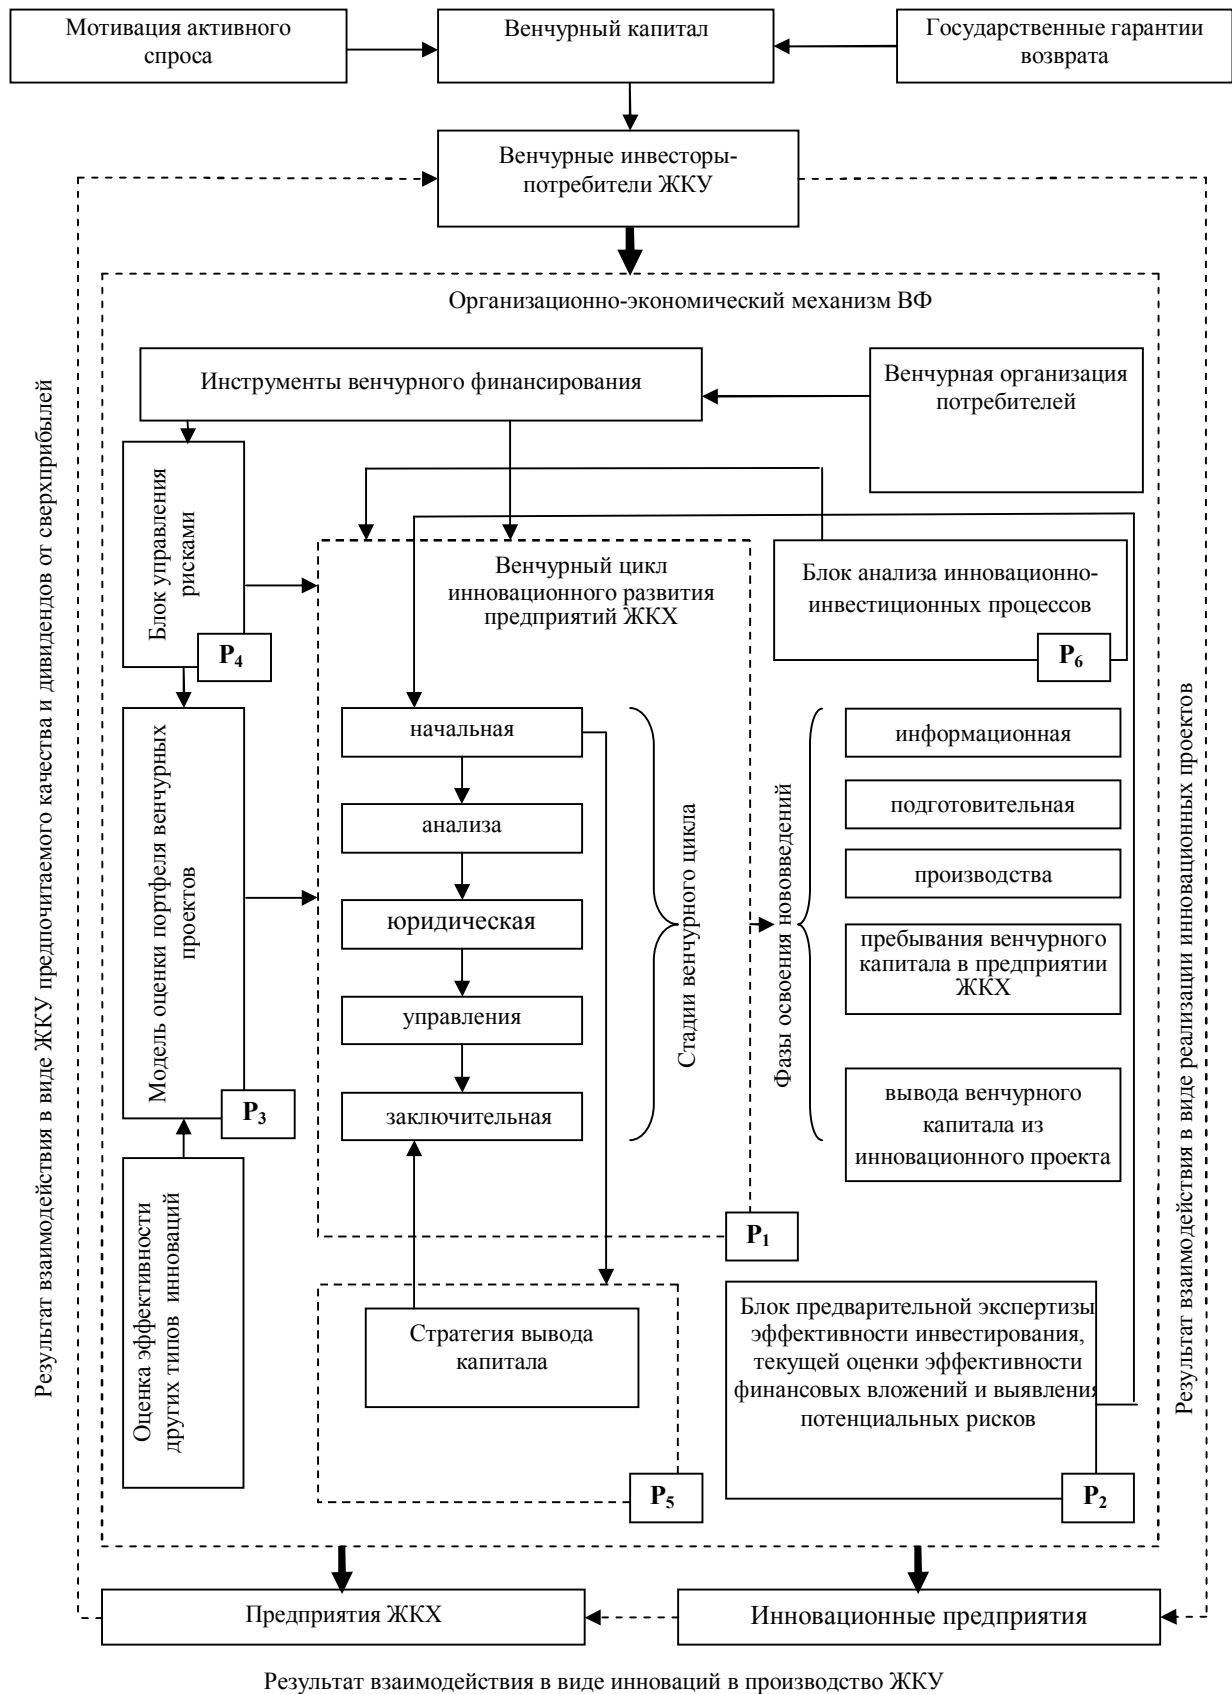 Мотивация активного
спроса
Венчурный капитал
Государственные гарантии
возврата
Венчурные инвесторы-
потребители ЖКУ
Организационно-экономический механизм ВФ
Инструменты венчурного финансирования
Венчурная организация
потребителей
Блок управления
рисками
P4
Венчурный цикл
инновационного развития
предприятий ЖКХ
Блок анализа инновационно-
инвестиционных процессов
P6
Модель оценки портфеля венчурных
проектов
P3
начальная
анализа
юридическая
управления
заключительная
Стадии венчурного цикла
Фазы освоения нововведений
информационная
подготовительная
производства
пребывания венчурного
капитала в предприятии
ЖКХ
вывода венчурного
капитала из
инновационного проекта
P1
Оценка эффективности
других типов инноваций
Стратегия вывода
капитала
P5
Блок предварительной экспертизы
эффективности инвестирования,
текущей оценки эффективности
финансовых вложений и выявления
потенциальных рисков
P2
Результат взаимодействия в виде ЖКУ предпочитаемого качества и дивидендов от сверхприбылей
Результат взаимодействия в виде реализации инновационных проектов
Предприятия ЖКХ
Инновационные предприятия
Результат взаимодействия в виде инноваций в производство ЖКУ